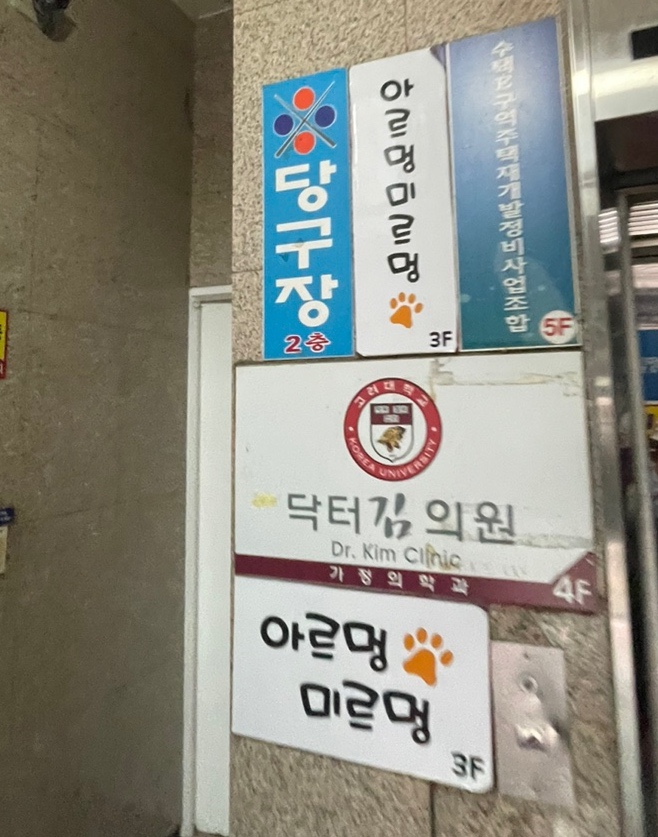 당구장
2층
아르멍미르멍
3F
수택E구역주택재개발정비사업조합
5F
고려대학교
KOREA UNIVERSITY
닥터김의원
Dr. Kim Clinic
가정의학과
4F
아르멍
미르멍
3F